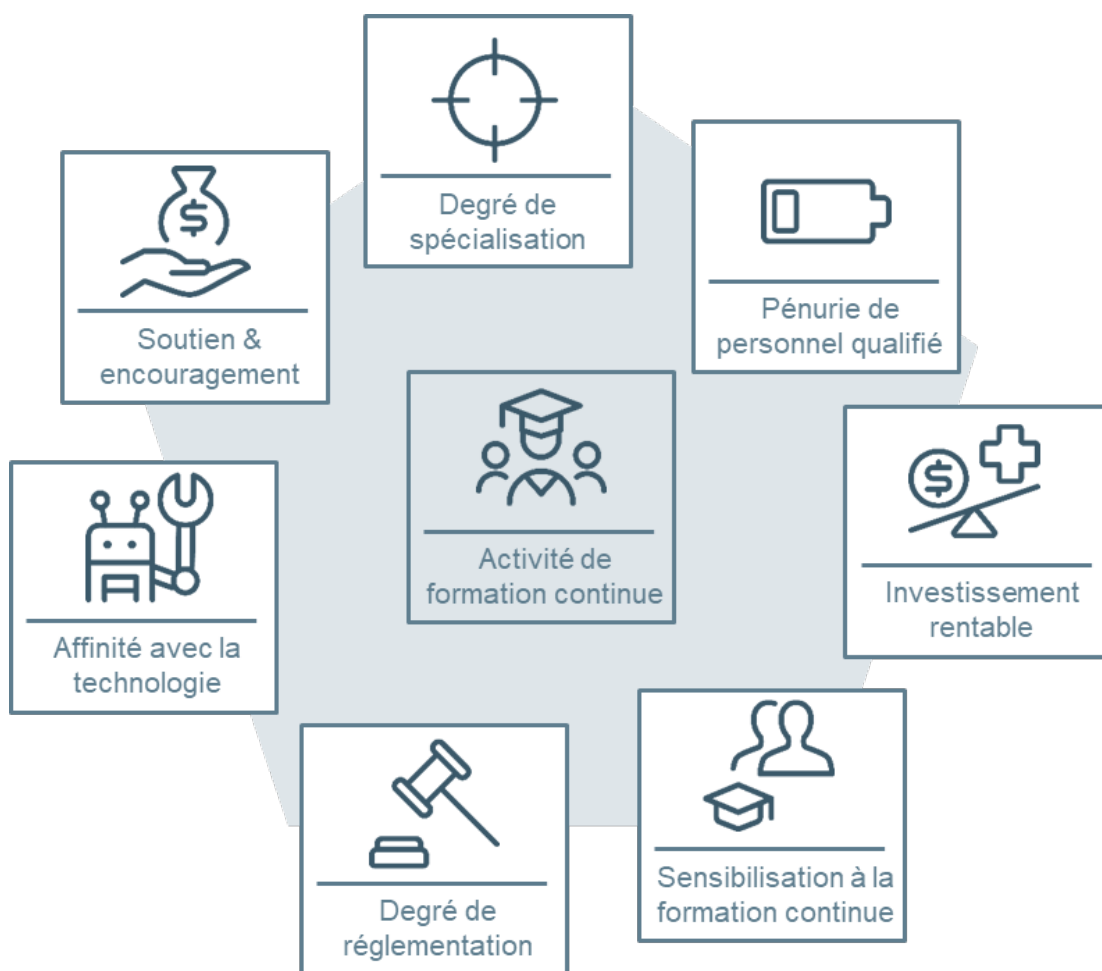 Degré de
spécialisation
Pénurie de
personnel qualifié
Soutien &
encouragement
Activité de
formation continue
Investissement
rentable
Affinité avec la
technologie
Sensibilisation à la
formation continue
Degré de
réglementation